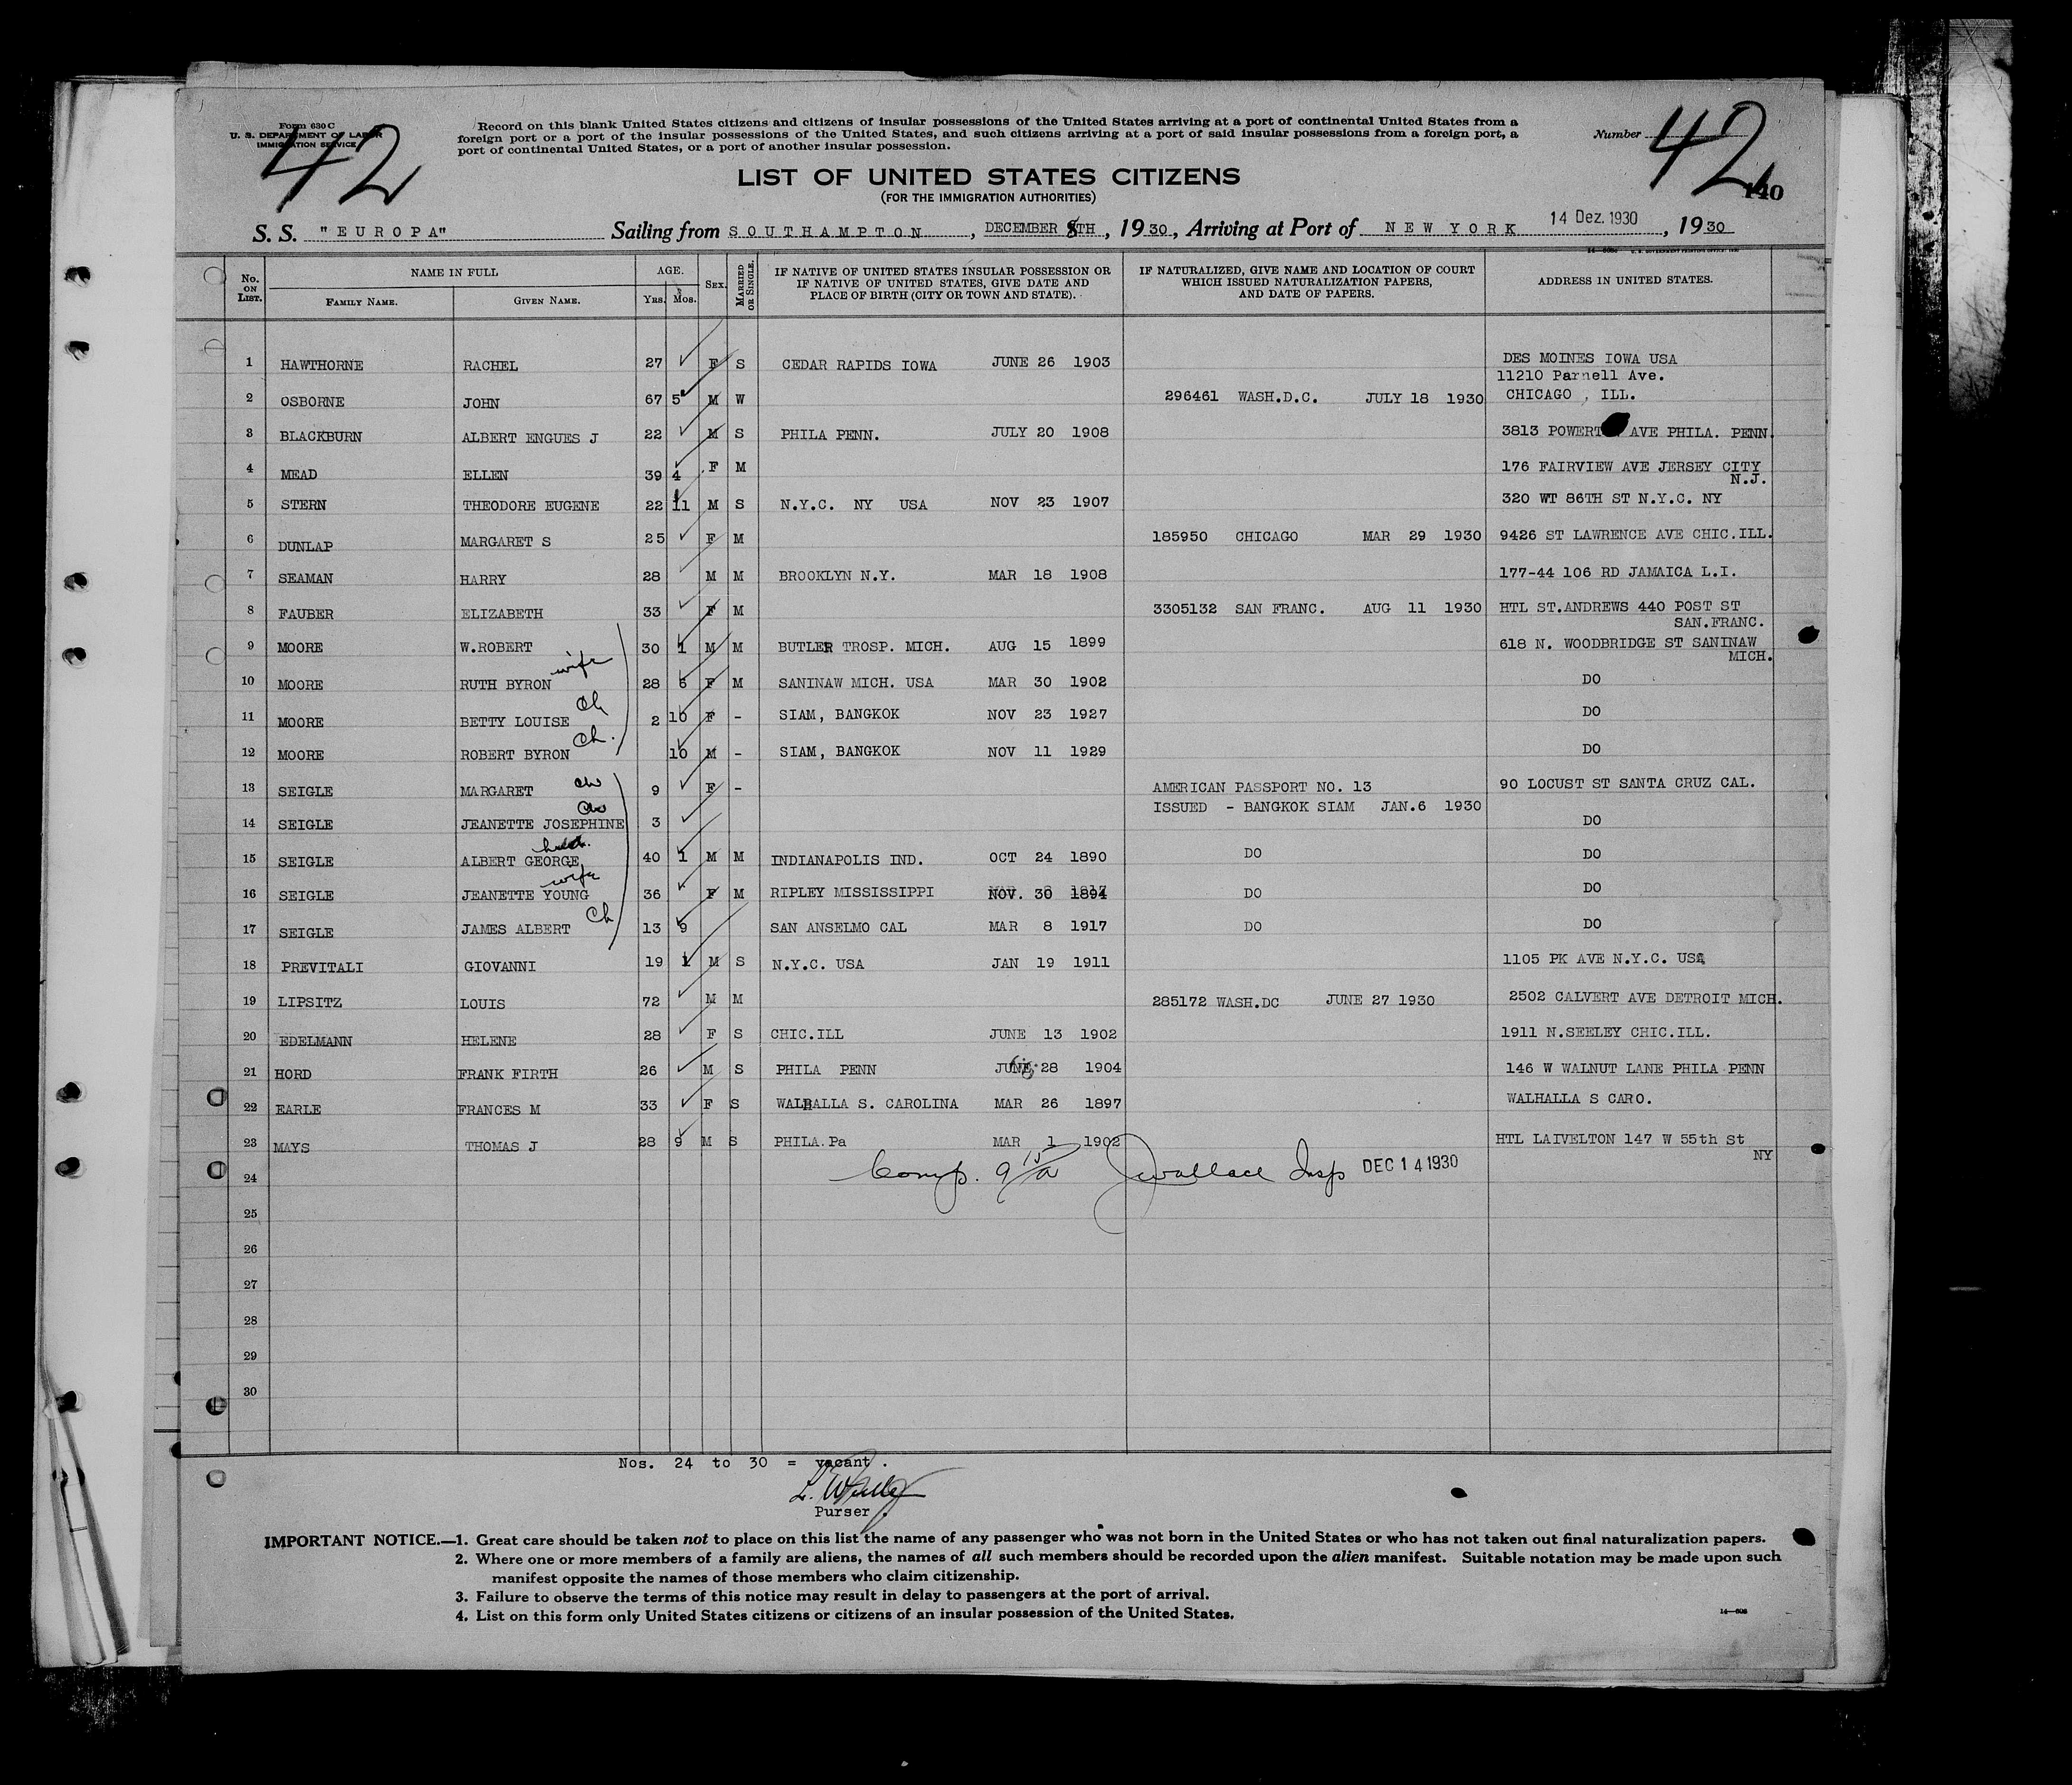 Form 630 C
U. S. DEPARTMENT OF LABOR
IMMIGRATION SERVICE
42
Record on this blank United States citizens and citizens of insular possessions of the United States arriving at a port of continental United States from a
foreign port or a port of the insular possessions of the United States, and such citizens arriving at a port of said insular possessions from a foreign port, a
port of continental United States, or a port of another insular possession.
Number 42
140
LIST OF UNITED STATES CITIZENS
(FOR THE IMMIGRATION AUTHORITIES)
S. S. "EUROPA" Sailing from SOUTHAMPTON, DECEMBER 8TH, 1930, Arriving at Port of NEW YORK 14 Dez. 1930, 1930
No. ON LIST. NAME IN FULL FAMILY NAME. GIVEN NAME. AGE. YRS. MOS. SEX. MARRIED OR SINGLE. IF NATIVE OF UNITED STATES INSULAR POSSESSION OR IF NATIVE OF UNITED STATES, GIVE DATE AND PLACE OF BIRTH (CITY OR TOWN AND STATE). IF NATURALIZED, GIVE NAME AND LOCATION OF COURT WHICH ISSUED NATURALIZATION PAPERS, AND DATE OF PAPERS. ADDRESS IN UNITED STATES.
1 HAWTHORNE RACHEL 27 F S CEDAR RAPIDS IOWA JUNE 26 1903 DES MOINES IOWA USA
11210 Parnell Ave.
2 OSBORNE JOHN 67 5 M W 296461 WASH.D.C. JULY 18 1930 CHICAGO , ILL.
3 BLACKBURN ALBERT ENGUES J 22 M S PHILA PENN. JULY 20 1908 3813 POWERT AVE PHILA. PENN.
4 MEAD ELLEN 39 4 F M 176 FAIRVIEW AVE JERSEY CITY
N.J.
5 STERN THEODORE EUGENE 22 11 M S N.Y.C. NY USA NOV 23 1907 320 WT 86TH ST N.Y.C. NY
6 DUNLAP MARGARET S 25 F M 185950 CHICAGO MAR 29 1930 9426 ST LAWRENCE AVE CHIC.ILL.
7 SEAMAN HARRY 28 M M BROOKLYN N.Y. MAR 18 1908 177-44 106 RD JAMAICA L.I.
8 FAUBER ELIZABETH 33 F M 3305132 SAN FRANC. AUG 11 1930 HTL ST.ANDREWS 440 POST ST
SAN.FRANC.
9 MOORE W.ROBERT 30 1 M M BUTLER TROSP. MICH. AUG 15 1899 618 N. WOODBRIDGE ST SANINAW
MICH.
10 MOORE RUTH BYRON wife 28 6 F M SANINAW MICH. USA MAR 30 1902 DO
11 MOORE BETTY LOUISE ch 2 10 F - SIAM, BANGKOK NOV 23 1927 DO
12 MOORE ROBERT BYRON ch. 10 M - SIAM, BANGKOK NOV 11 1929 DO
13 SEIGLE MARGARET ch 9 F - AMERICAN PASSPORT NO. 13 90 LOCUST ST SANTA CRUZ CAL.
ISSUED - BANGKOK SIAM JAN.6 1930
14 SEIGLE JEANETTE JOSEPHINE ch 3 DO
15 SEIGLE ALBERT GEORGE husb. 40 1 M M INDIANAPOLIS IND. OCT 24 1890 DO DO
16 SEIGLE JEANETTE YOUNG wife 36 F M RIPLEY MISSISSIPPI NOV. 30 1894 DO DO
17 SEIGLE JAMES ALBERT ch 13 9 SAN ANSELMO CAL MAR 8 1917 DO DO
18 PREVITALI GIOVANNI 19 1 M S N.Y.C. USA JAN 19 1911 1105 PK AVE N.Y.C. USA
19 LIPSITZ LOUIS 72 M M 285172 WASH.DC JUNE 27 1930 2502 CALVERT AVE DETROIT MICH.
20 EDELMANN HELENE 28 F S CHIC.ILL JUNE 13 1902 1911 N.SEELEY CHIC.ILL.
21 HORD FRANK FIRTH 26 M S PHILA PENN JUNE 28 1904 146 W WALNUT LANE PHILA PENN
22 EARLE FRANCES M 33 F S WALHALLA S. CAROLINA MAR 26 1897 WALHALLA S CARO.
23 MAYS THOMAS J 28 9 M S PHILA.Pa MAR 1 1902 HTL LAIVELTON 147 W 55th St
NY
24 Comp. 9 15/a J Wallace Insp DEC 14 1930
25
26
27
28
29
30
Nos. 24 to 30 = vacant .
Purser .
IMPORTANT NOTICE.—1. Great care should be taken not to place on this list the name of any passenger who was not born in the United States or who has not taken out final naturalization papers.
2. Where one or more members of a family are aliens, the names of all such members should be recorded upon the alien manifest. Suitable notation may be made upon such
manifest opposite the names of those members who claim citizenship.
3. Failure to observe the terms of this notice may result in delay to passengers at the port of arrival.
4. List on this form only United States citizens or citizens of an insular possession of the United States.